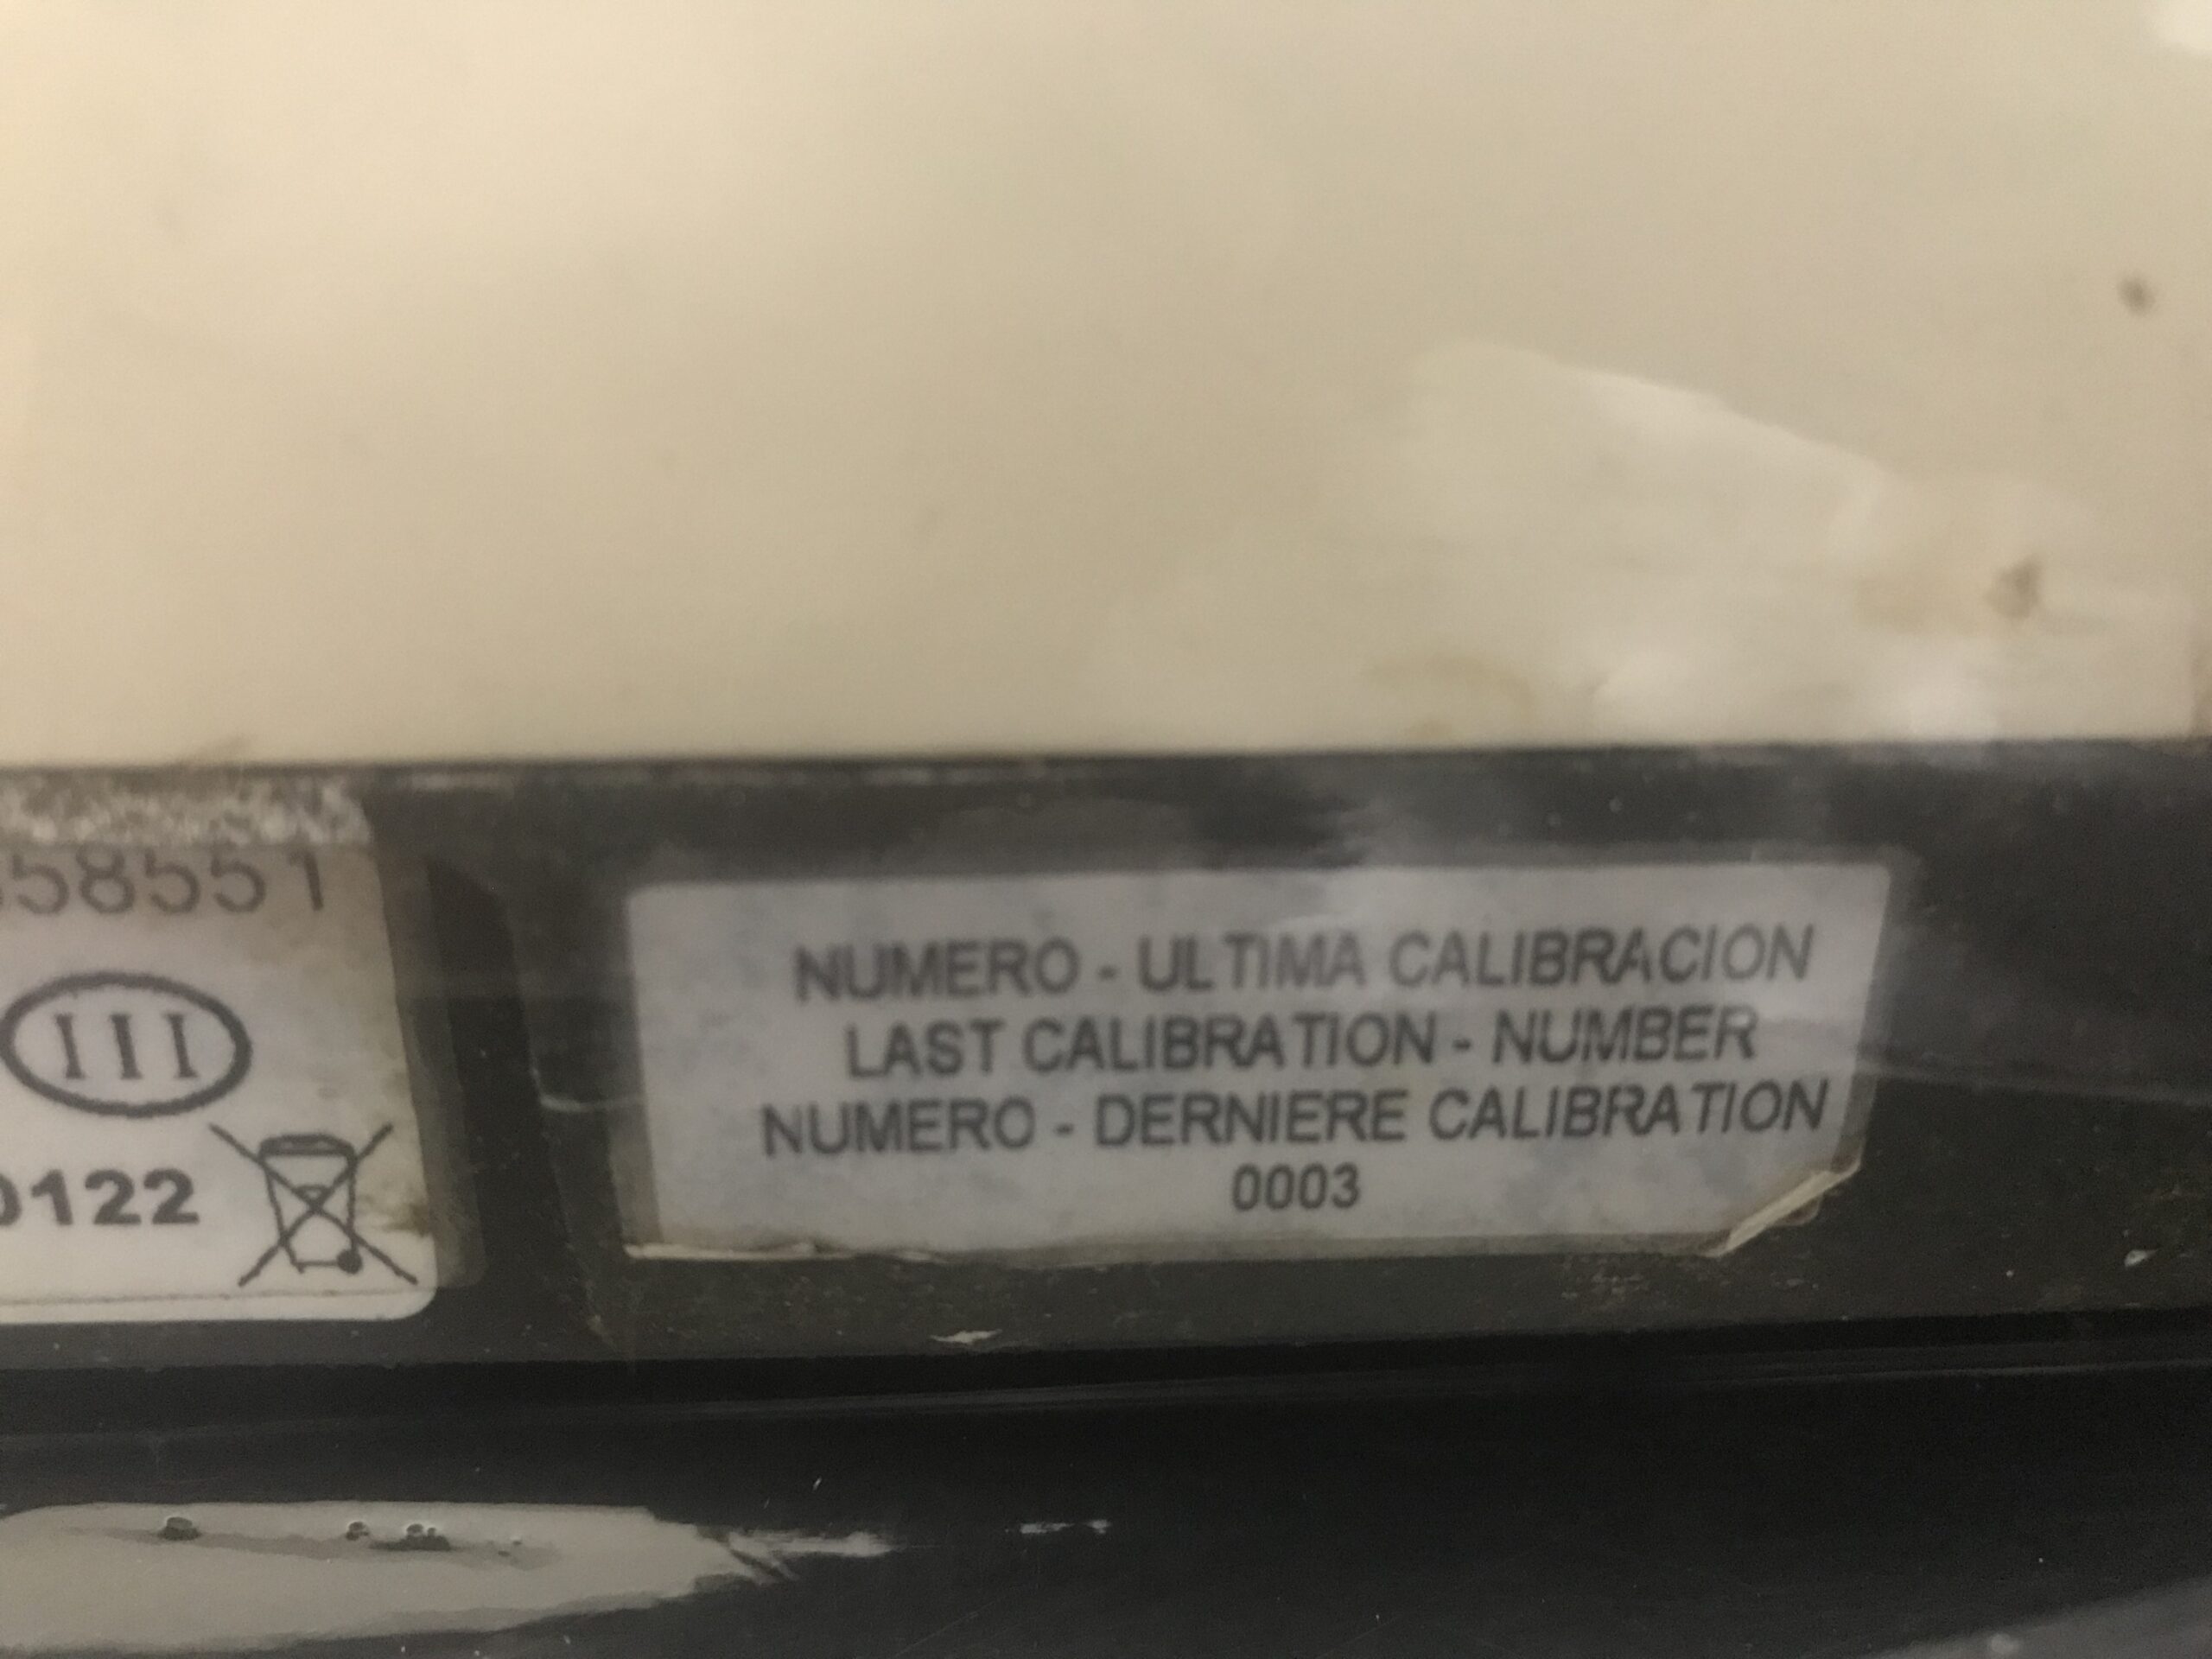 58551
III
0122
NUMERO - ULTIMA CALIBRACION
LAST CALIBRATION - NUMBER
NUMERO - DERNIERE CALIBRATION
0003